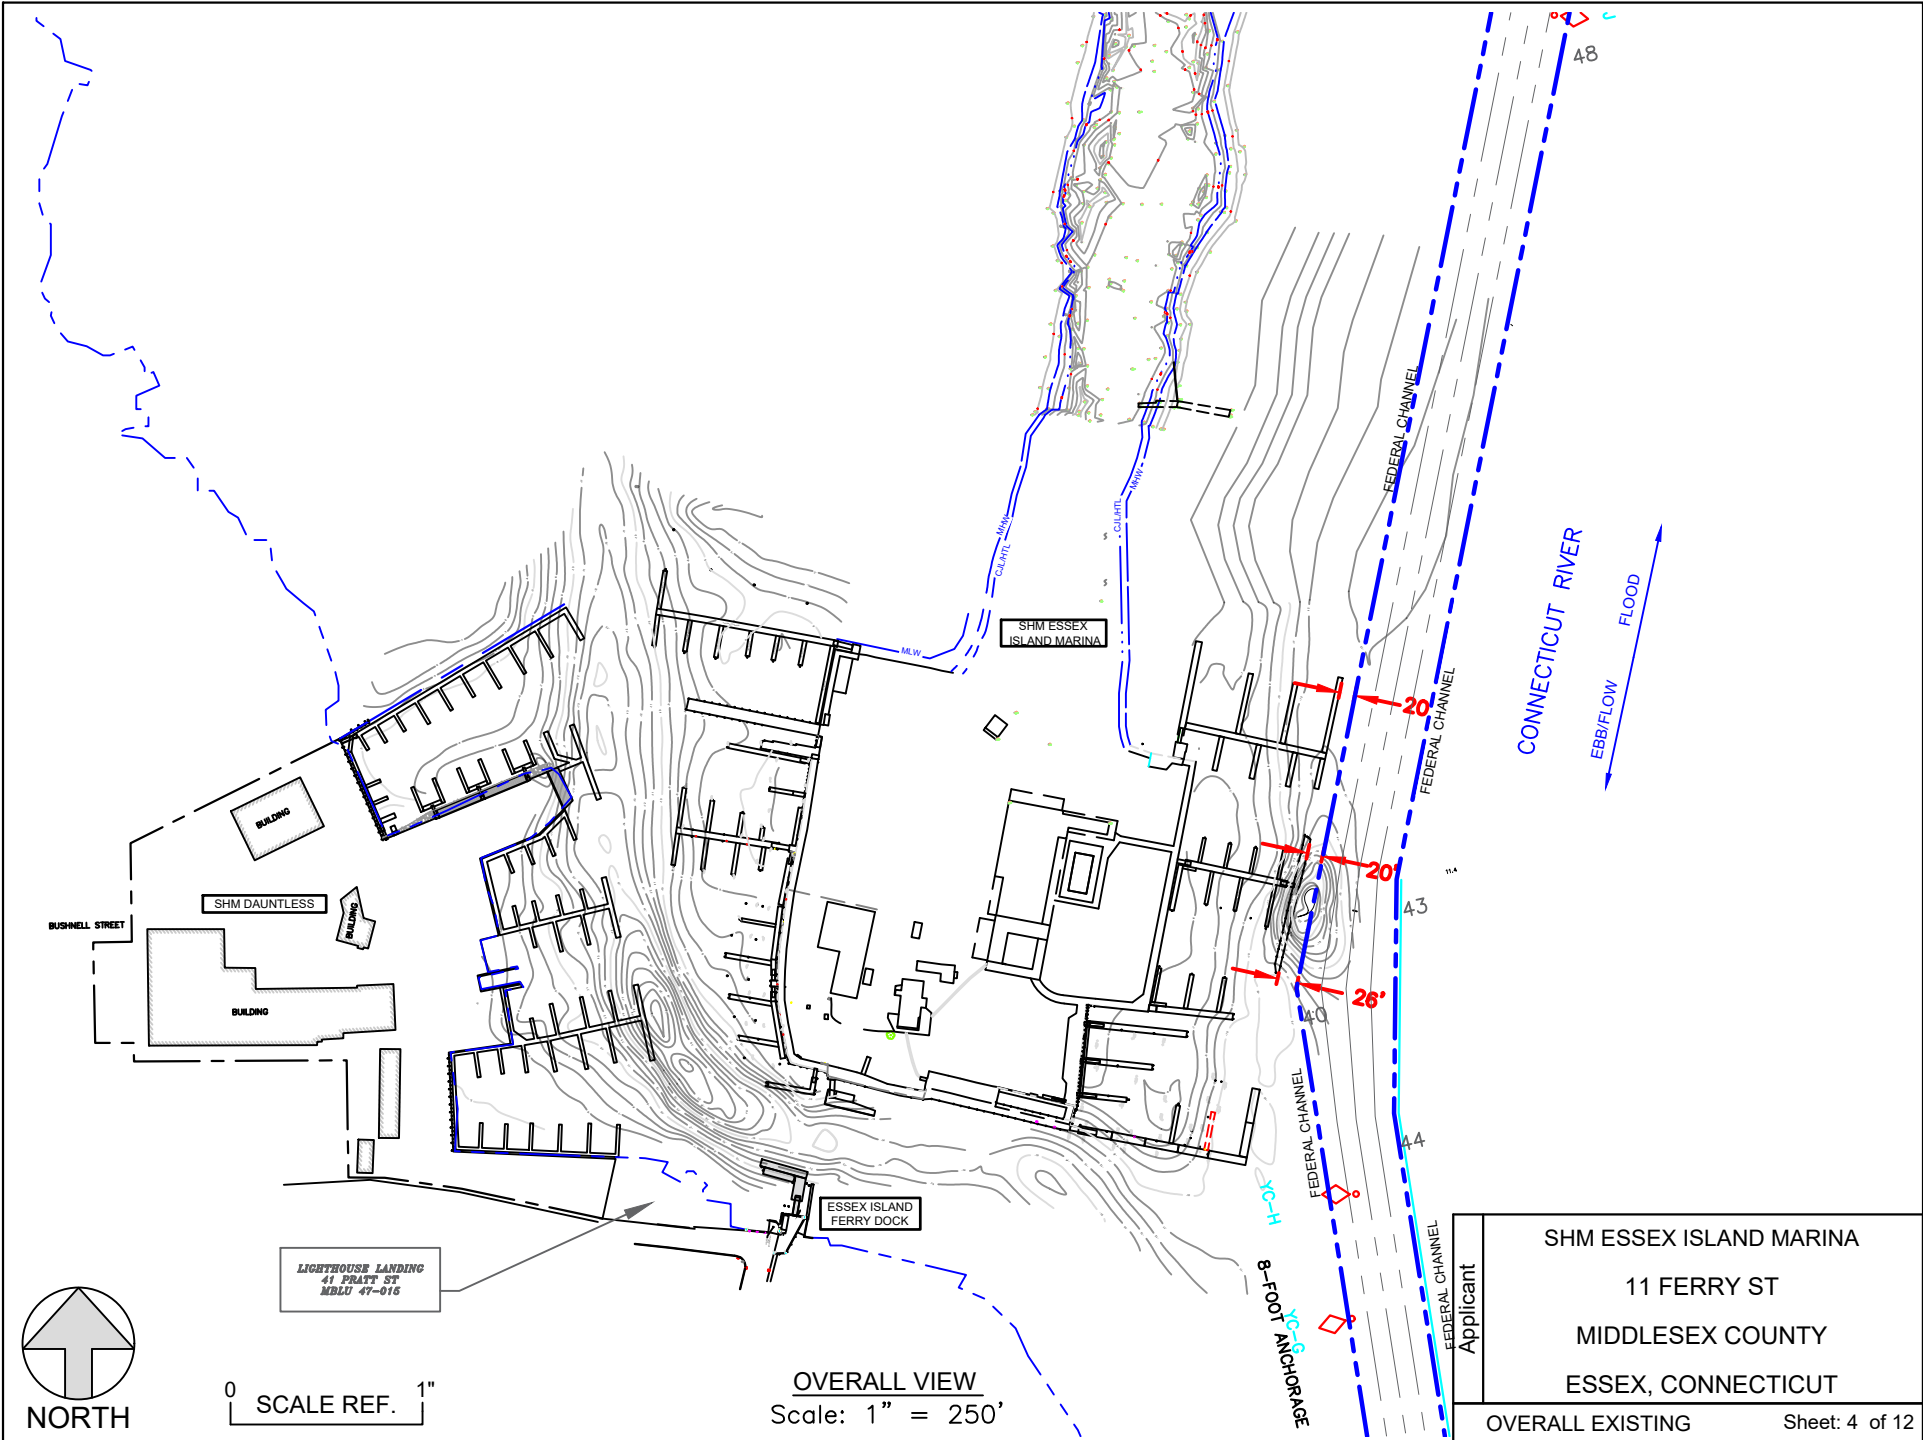 48
FEDERAL CHANNEL
CONNECTICUT RIVER
FLOOD
EBB/FLOW
MHW
CJL/HTL
MHW
CJL/HTL
SHM ESSEX
ISLAND MARINA
MLW
20'
FEDERAL CHANNEL
BUILDING
20'
11.4
43
SHM DAUNTLESS
BUILDING
BUSHNELL STREET
BUILDING
26'
40
FEDERAL CHANNEL
44
YC-H
ESSEX ISLAND
FERRY DOCK
LIGHTHOUSE LANDING
41 PRATT ST
MBLU 47-015
8-FOOT ANCHORAGE
YC-G
FEDERAL CHANNEL
NORTH
0
SCALE REF.
1"
OVERALL VIEW
Scale: 1" = 250'
Applicant
SHM ESSEX ISLAND MARINA
11 FERRY ST
MIDDLESEX COUNTY
ESSEX, CONNECTICUT
OVERALL EXISTING
Sheet: 4 of 12